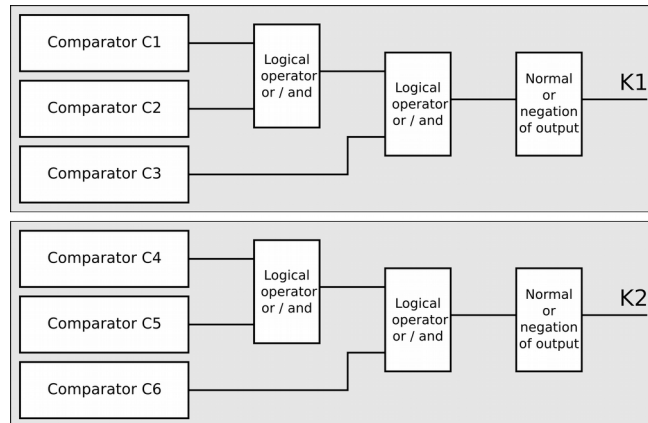 Comparator C1
Comparator C2
Comparator C3
Logical
operator
or / and
Logical
operator
or / and
Normal
or
negation
of output
K1
Comparator C4
Comparator C5
Comparator C6
Logical
operator
or / and
Logical
operator
or / and
Normal
or
negation
of output
K2